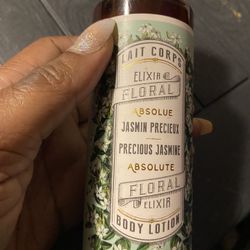 LAIT CORPS
ELIXIR
FLORAL
ABSOLUE
JASMIN PRECIEUX
PRECIOUS JASMINE
ABSOLUTE
FLORAL
ELIXIR
BODY LOTION